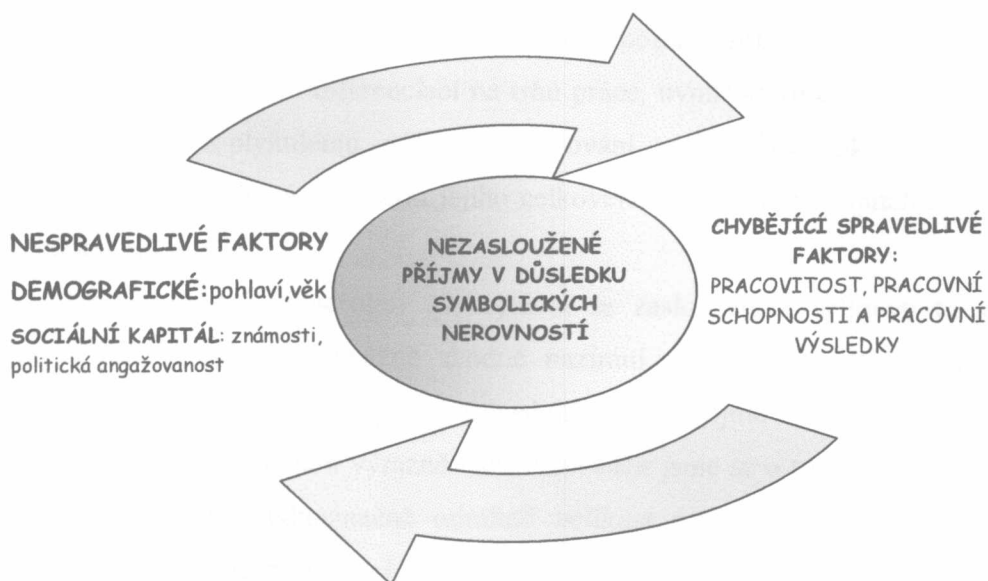 NESPRAVEDLIVÉ FAKTORY
DEMOGRAFICKÉ:pohlaví,věk
SOCIÁLNÍ KAPITÁL: známosti,
politická angažovanost
NEZASLOUŽENÉ
PŘÍJMY V DŮSLEDKU
SYMBOLICKÝCH
NEROVNOSTÍ
CHYBĚJÍCÍ SPRAVEDLIVÉ
FAKTORY:
PRACOVITOST, PRACOVNÍ
SCHOPNOSTI A PRACOVNÍ
VÝSLEDKY